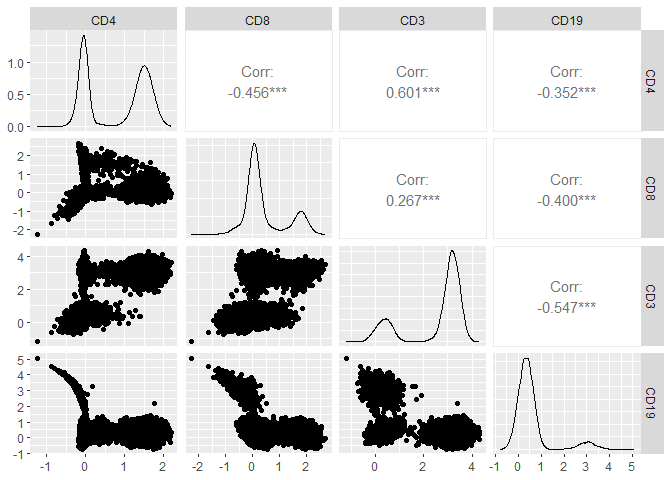 CD4 CD8 CD3 CD19
1.0
0.5
0.0
Corr:
-0.456***
Corr:
0.601***
Corr:
-0.352***
CD4
2
1
0
-1
-2
Corr:
0.267***
Corr:
-0.400***
CD8
4
2
0
Corr:
-0.547***
CD3
5
4
3
2
1
0
-1
CD19
-1 0 1 2 -2 -1 0 1 2 0 2 4 -1 0 1 2 3 4 5